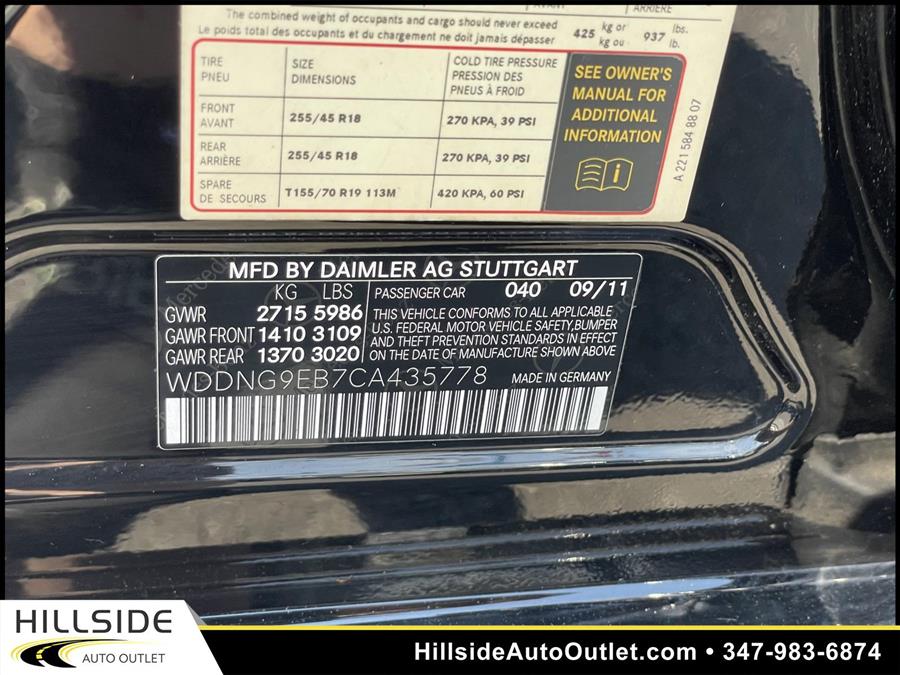 The combined weight of occupants and cargo should never exceed 425 kg or 937 lbs.
Le poids total des occupants et du chargement ne doit jamais dépasser kg ou lb.
TIRE PNEU
SIZE DIMENSIONS
COLD TIRE PRESSURE PRESSION DES PNEUS À FROID
SEE OWNER'S
MANUAL FOR
ADDITIONAL
INFORMATION
FRONT AVANT 255/45 R18 270 KPA, 39 PSI
REAR ARRIÈRE 255/45 R18 270 KPA, 39 PSI
SPARE DE SECOURS T155/70 R19 113M 420 KPA, 60 PSI
A 221 584 88 07
MFD BY DAIMLER AG STUTTGART
KG LBS
GVWR 2715 5986
GAWR FRONT 1410 3109
GAWR REAR 1370 3020
PASSENGER CAR 040 09/11
THIS VEHICLE CONFORMS TO ALL APPLICABLE
U.S. FEDERAL MOTOR VEHICLE SAFETY, BUMPER
AND THEFT PREVENTION STANDARDS IN EFFECT
ON THE DATE OF MANUFACTURE SHOWN ABOVE
WDDNG9EB7CA435778 MADE IN GERMANY
HILLSIDE
AUTO OUTLET
HillsideAutoOutlet.com • 347-983-6874